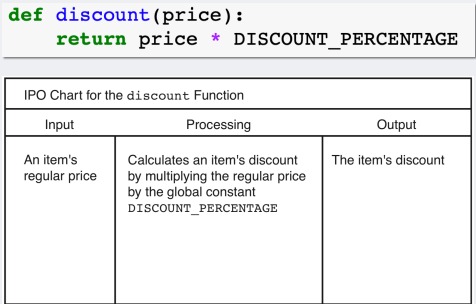 def discount(price):
    return price * DISCOUNT_PERCENTAGE
IPO Chart for the discount Function
Input Processing Output
An item's
regular price
Calculates an item's discount
by multiplying the regular price
by the global constant
DISCOUNT_PERCENTAGE
The item's discount